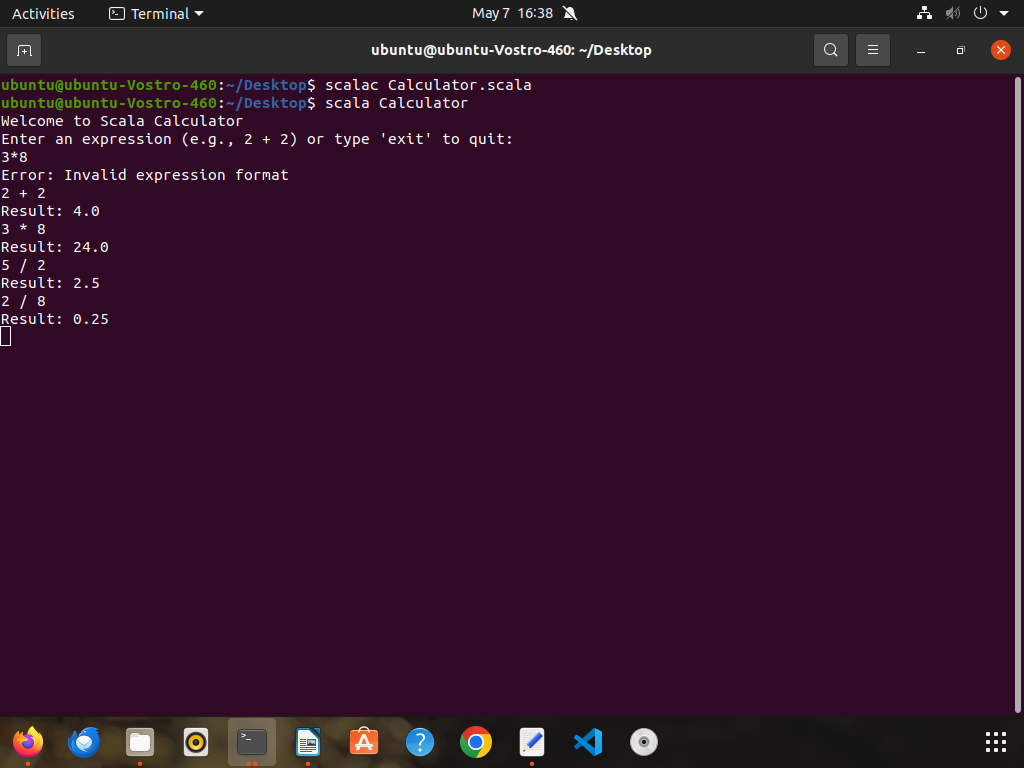 Activities Terminal May 7 16:38
ubuntu@ubuntu-Vostro-460: ~/Desktop
ubuntu@ubuntu-Vostro-460:~/Desktop$ scalac Calculator.scala
ubuntu@ubuntu-Vostro-460:~/Desktop$ scala Calculator
Welcome to Scala Calculator
Enter an expression (e.g., 2 + 2) or type 'exit' to quit:
3*8
Error: Invalid expression format
2 + 2
Result: 4.0
3 * 8
Result: 24.0
5 / 2
Result: 2.5
2 / 8
Result: 0.25